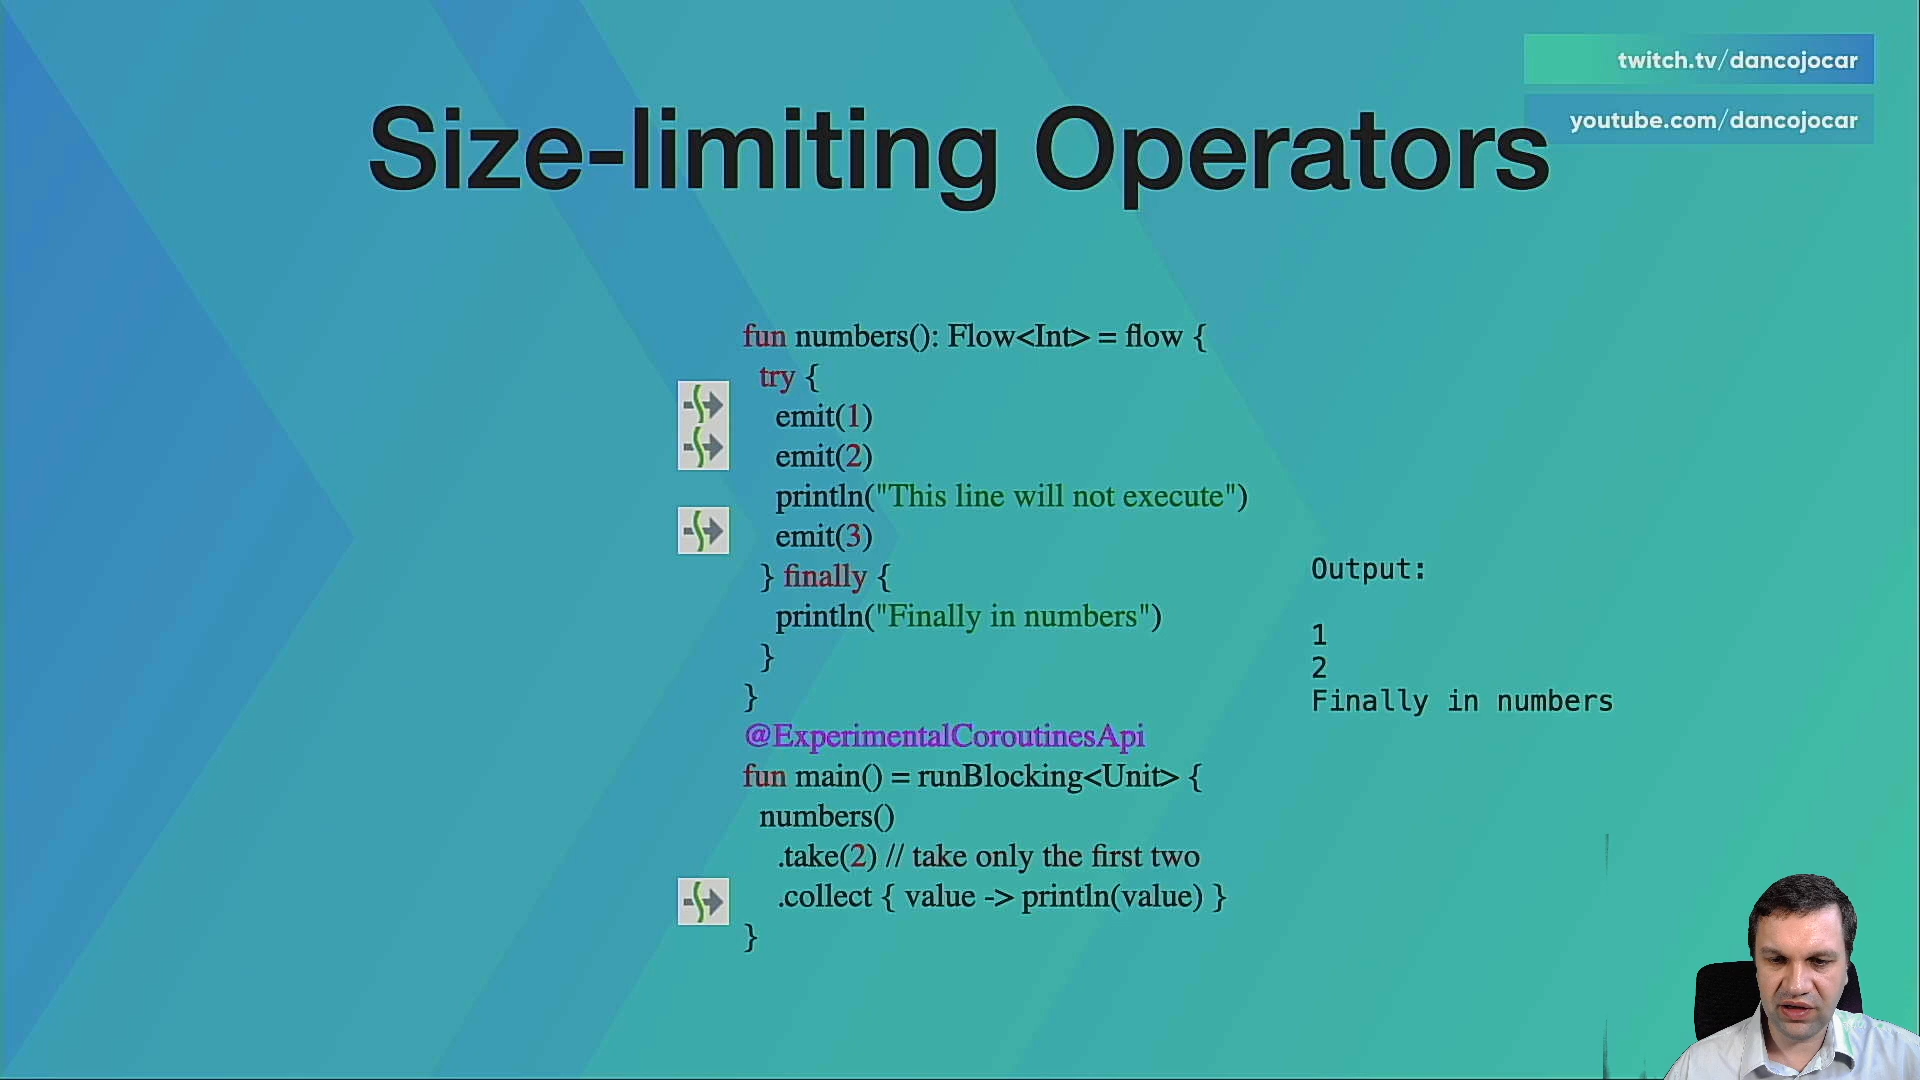 twitch.tv/dancojocar
youtube.com/dancojocar
Size-limiting Operators
fun numbers(): Flow<Int> = flow {
try {
emit(1)
emit(2)
println("This line will not execute")
emit(3)
} finally {
println("Finally in numbers")
}
}
@ExperimentalCoroutinesApi
fun main() = runBlocking<Unit> {
numbers()
.take(2) // take only the first two
.collect { value -> println(value) }
}
Output:
1
2
Finally in numbers